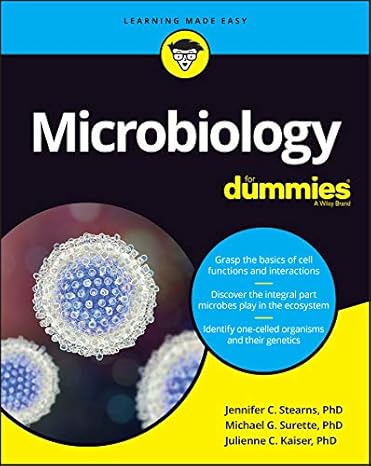 LEARNING MADE EASY
Microbiology
for
dummies®
A Wiley Brand
Grasp the basics of cell
functions and interactions
Discover the integral part
microbes play in the ecosystem
Identify one-celled organisms
and their genetics
Jennifer C. Stearns, PhD
Michael G. Surette, PhD
Julienne C. Kaiser, PhD